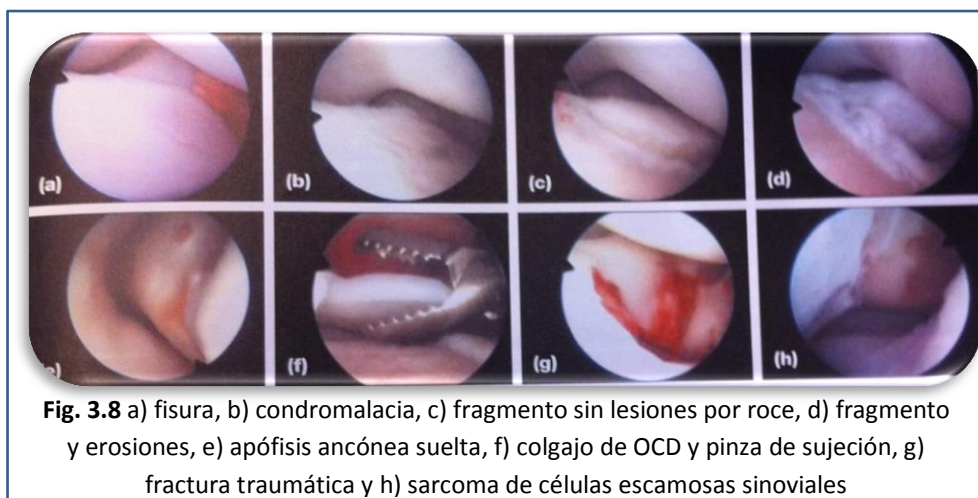 (a)
(b)
(c)
(d)
(f)
(g)
(h)
Fig. 3.8 a) fisura, b) condromalacia, c) fragmento sin lesiones por roce, d) fragmento
y erosiones, e) apófisis ancónea suelta, f) colgajo de OCD y pinza de sujeción, g)
fractura traumática y h) sarcoma de células escamosas sinoviales